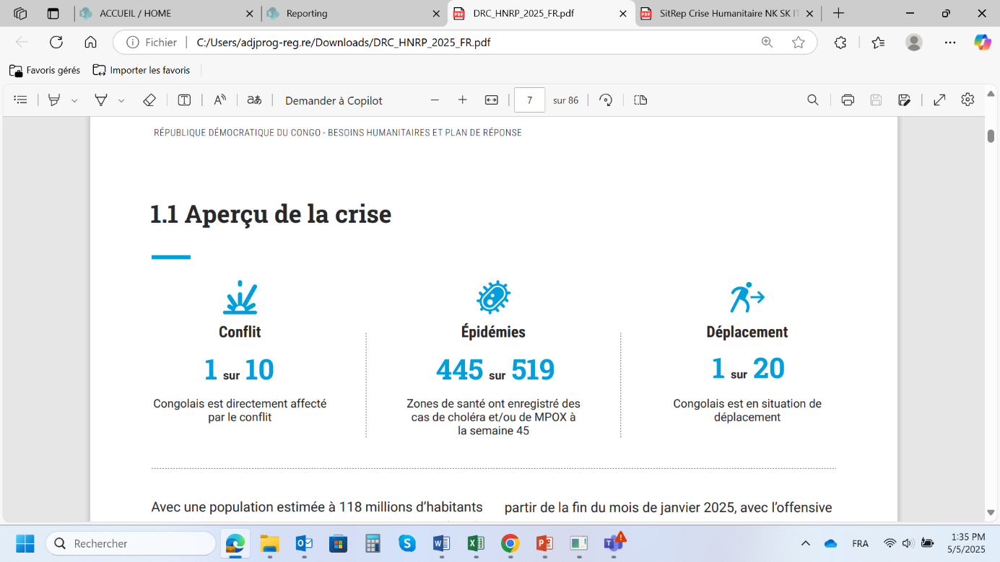 ACCUEIL / HOME
Reporting
DRC_HNRP_2025_FR.pdf
SitRep Crise Humanitaire NK SK IT
Fichier
C:/Users/adjprog-reg.re/Downloads/DRC_HNRP_2025_FR.pdf
Favoris gérés
Importer les favoris
Demander à Copilot
7
sur 86
RÉPUBLIQUE DÉMOCRATIQUE DU CONGO - BESOINS HUMANITAIRES ET PLAN DE RÉPONSE
1.1 Aperçu de la crise
Conflit
1 sur 10
Congolais est directement affecté
par le conflit
Épidémies
445 sur 519
Zones de santé ont enregistré des
cas de choléra et/ou de MPOX à
la semaine 45
Déplacement
1 sur 20
Congolais est en situation de
déplacement
Avec une population estimée à 118 millions d’habitants
partir de la fin du mois de janvier 2025, avec l’offensive
Rechercher
FRA
1:35 PM
5/5/2025